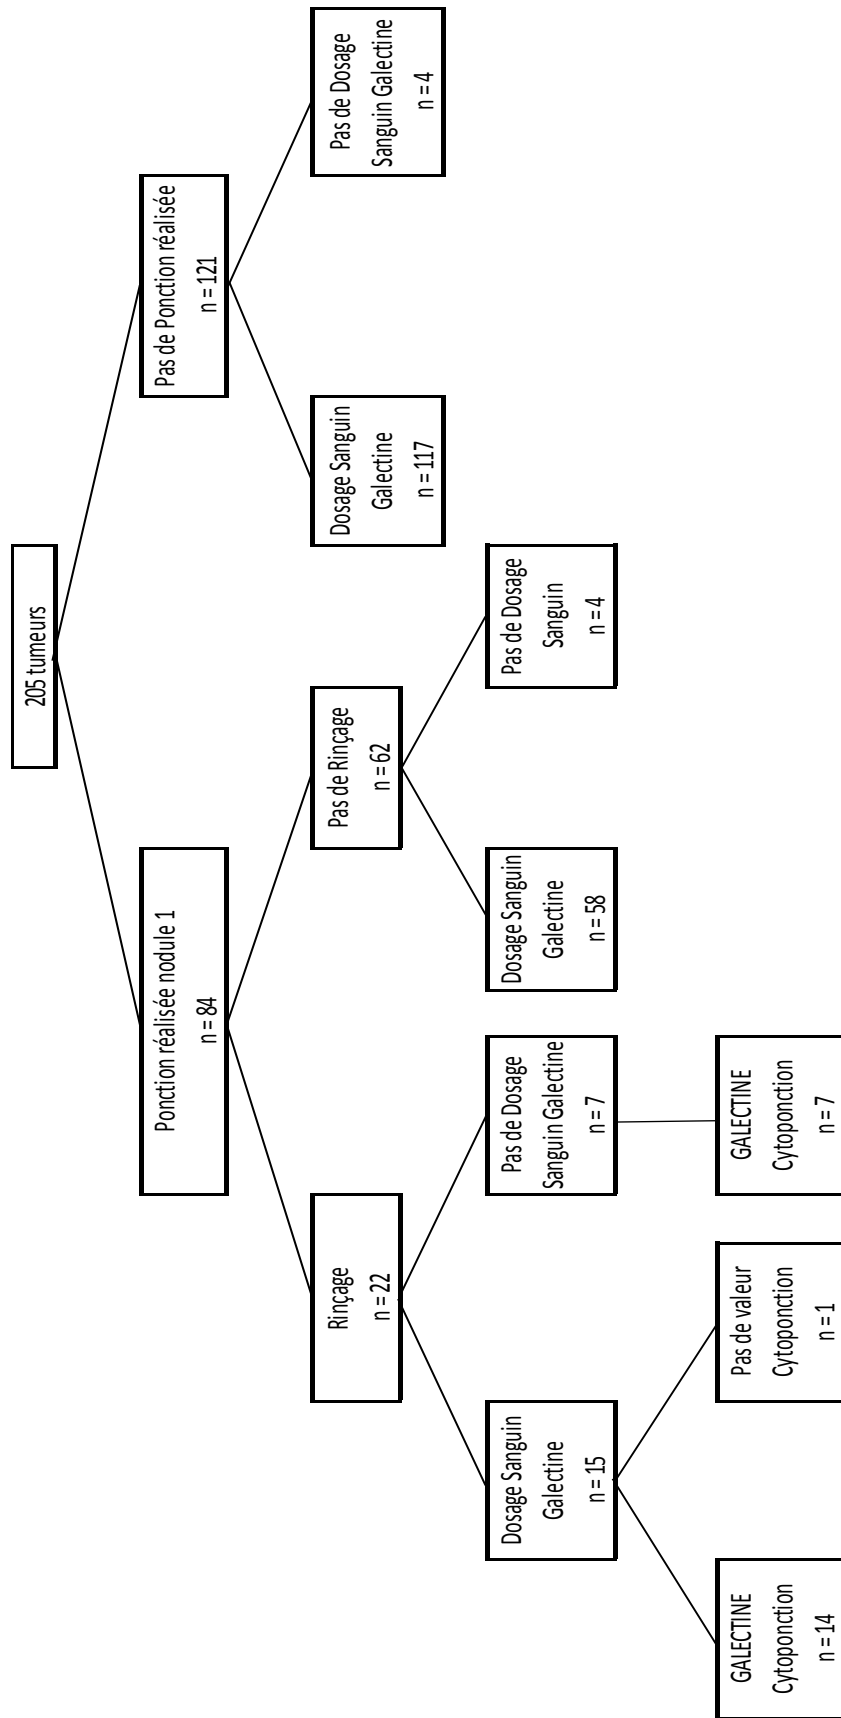 205 tumeurs
Ponction réalisée nodule 1
n = 84
Pas de Ponction réalisée
n = 121
Rinçage
n = 22
Pas de Rinçage
n = 62
Dosage Sanguin
Galectine
n = 117
Pas de Dosage
Sanguin Galectine
n = 4
Dosage Sanguin
Galectine
n = 15
Pas de Dosage
Sanguin Galectine
n = 7
Dosage Sanguin
Galectine
n = 58
Pas de Dosage
Sanguin
n = 4
GALECTINE
Cytoponction
n = 14
Pas de valeur
Cytoponction
n = 1
GALECTINE
Cytoponction
n = 7